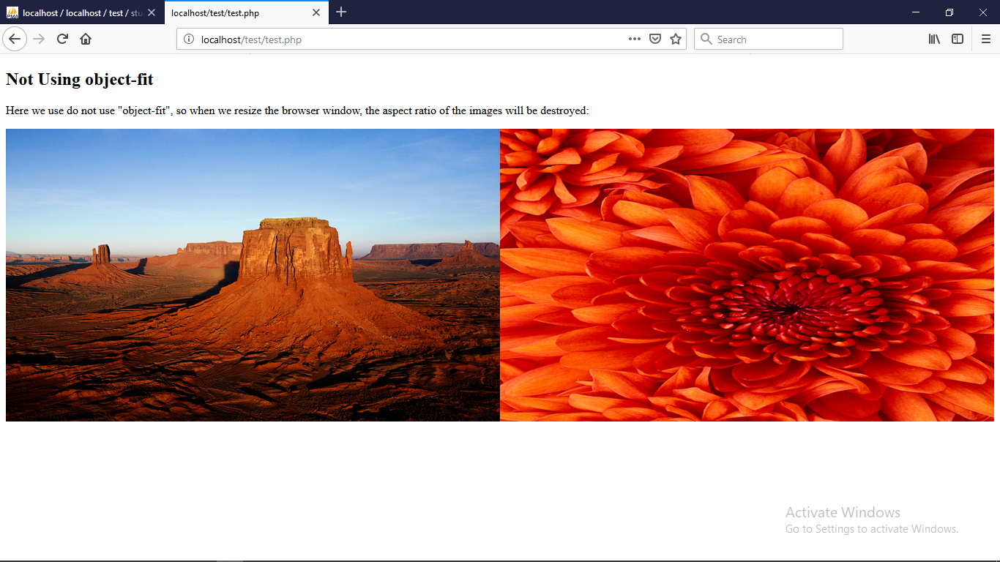 localhost / localhost / test / stu
localhost/test/test.php
localhost/test/test.php
Search
Not Using object-fit
Here we use do not use "object-fit", so when we resize the browser window, the aspect ratio of the images will be destroyed:
Activate Windows
Go to Settings to activate Windows.